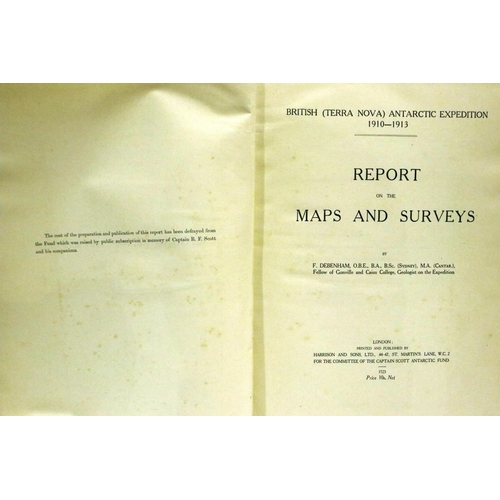 The cost of the preparation and publication of this report has been defrayed from
the Fund which was raised by public subscription in memory of Captain R. F. Scott
and his companions
BRITISH (TERRA NOVA) ANTARCTIC EXPEDITION
1910—1913
REPORT
ON THE
MAPS AND SURVEYS
BY
F. DEBENHAM, O.B.E., B.A., B.Sc. (SYDNEY), M.A. (CANTAB.),
Fellow of Gonville and Caius College, Geologist on the Expedition
LONDON:
PRINTED AND PUBLISHED BY
HARRISON AND SONS, LTD., 44-47, ST. MARTIN'S LANE, W.C. 2
FOR THE COMMITTEE OF THE CAPTAIN SCOTT ANTARCTIC FUND
1923
Price Net